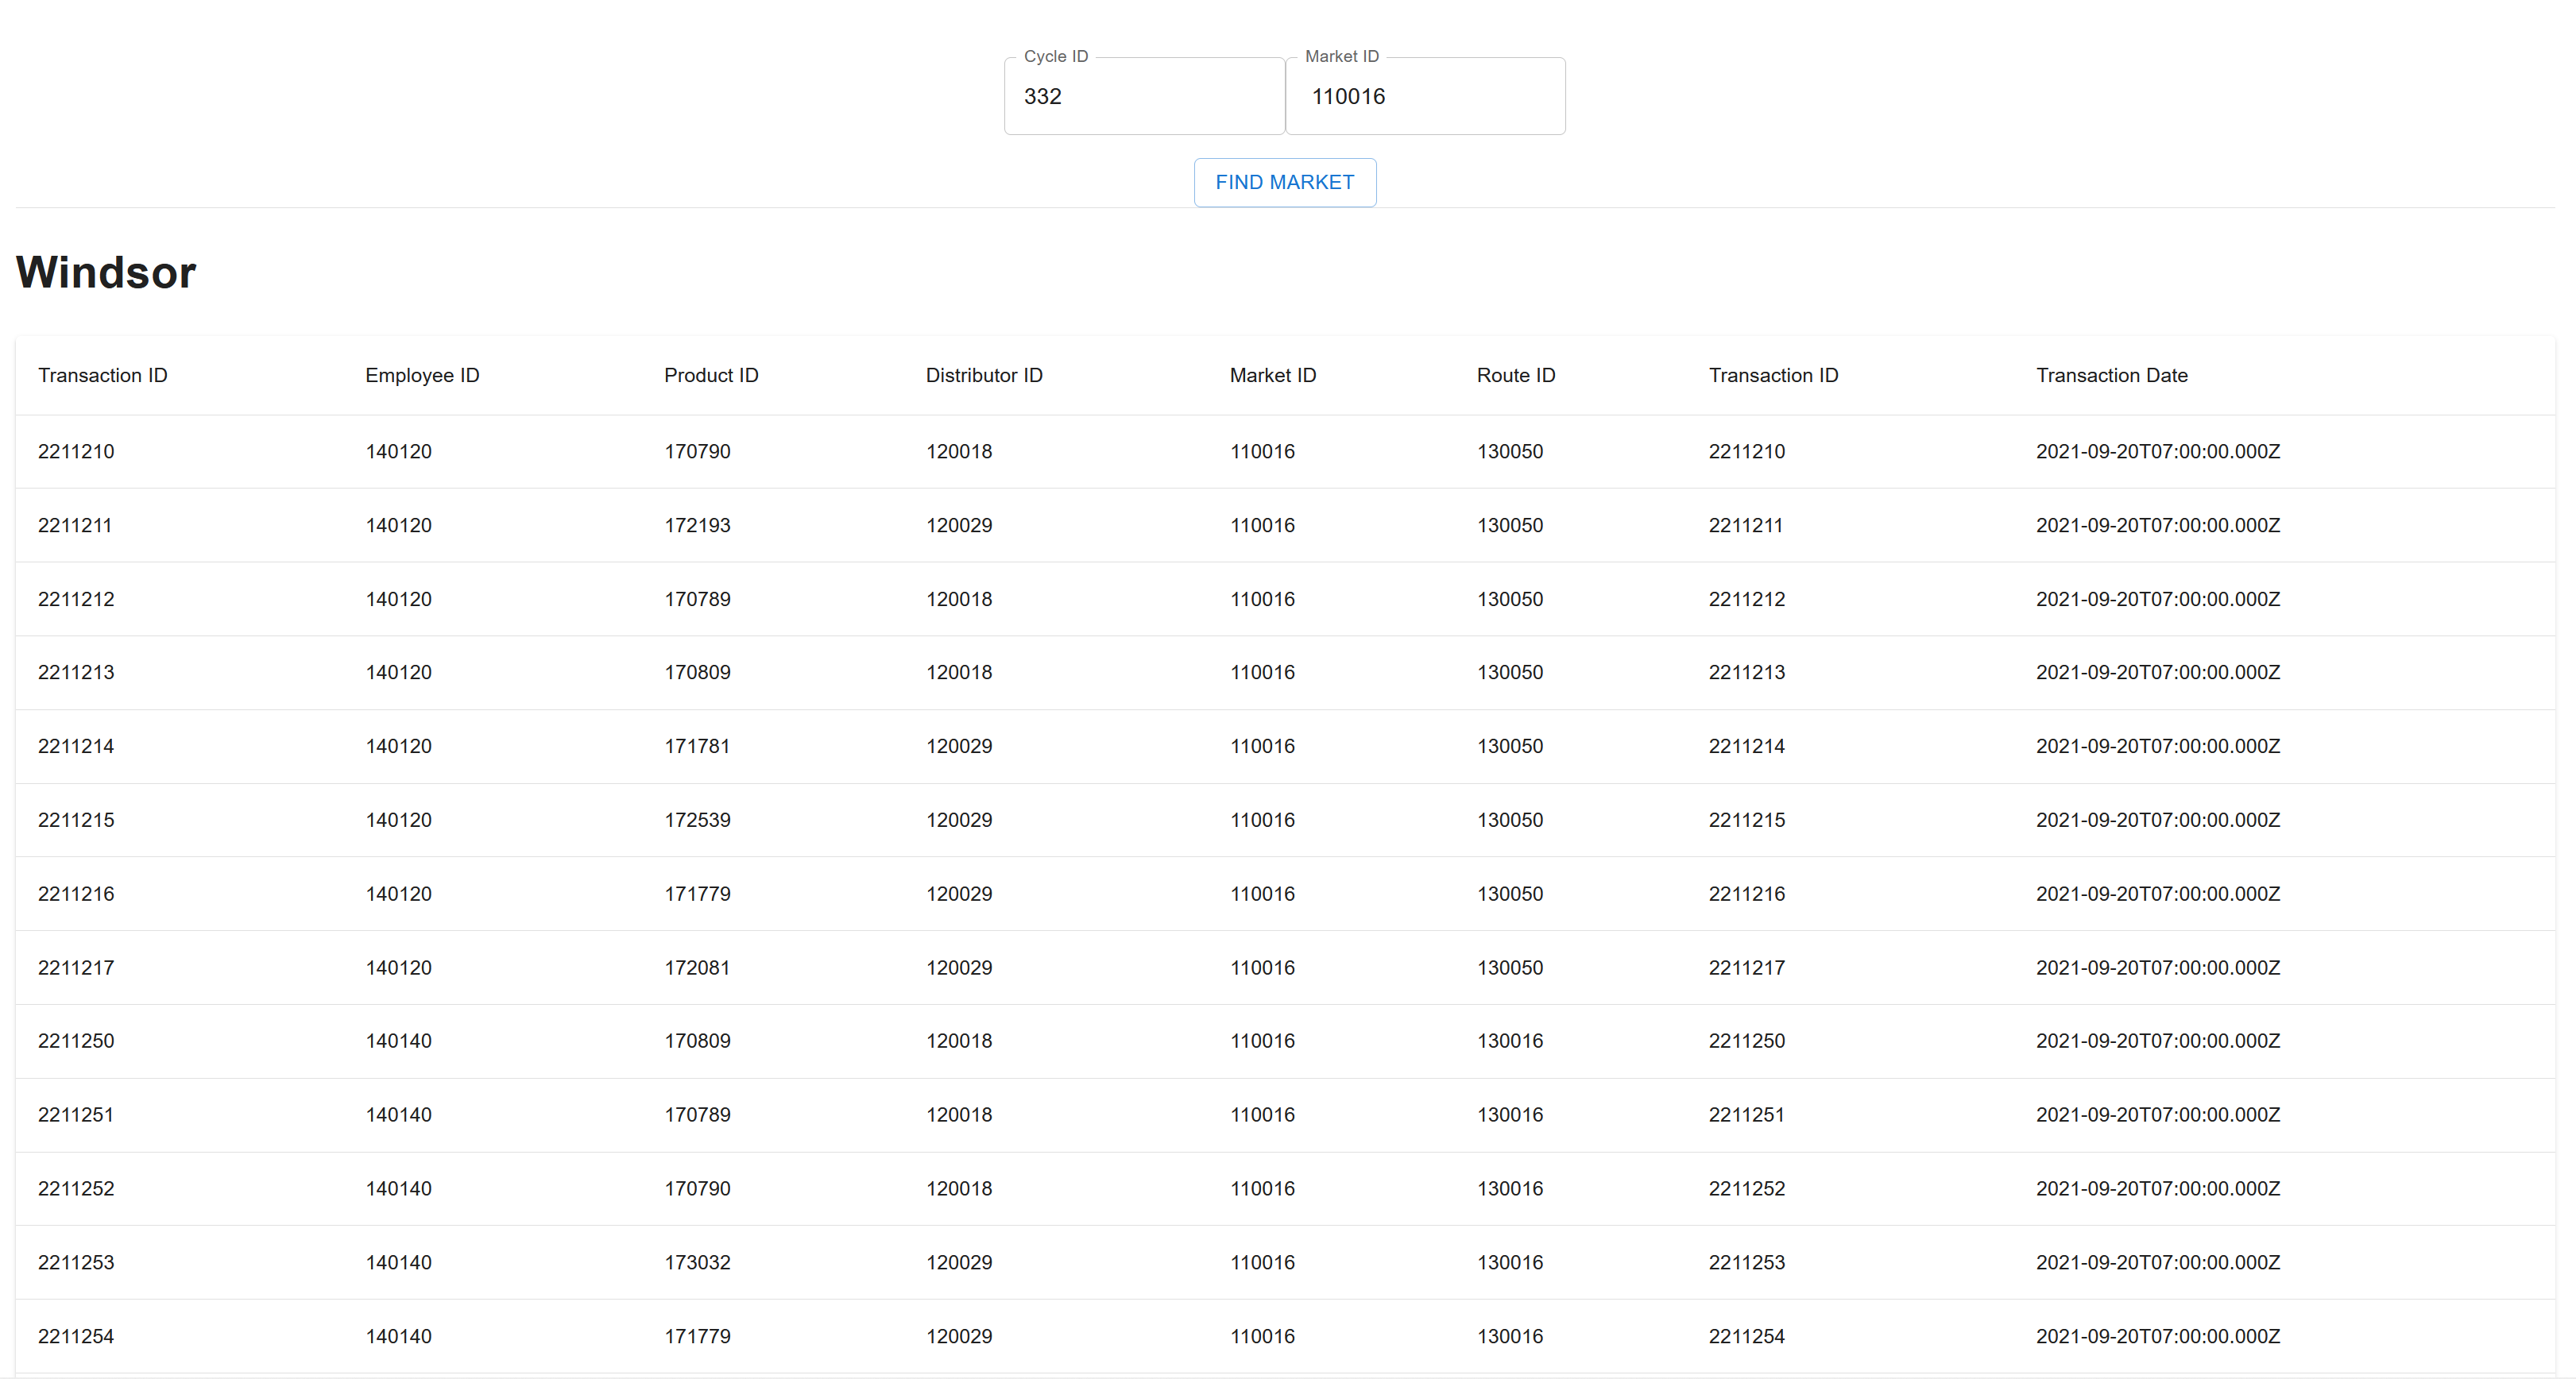 Cycle ID Market ID
332 110016
FIND MARKET
Windsor
Transaction ID Employee ID Product ID Distributor ID Market ID Route ID Transaction ID Transaction Date
2211210 140120 170790 120018 110016 130050 2211210 2021-09-20T07:00:00.000Z
2211211 140120 172193 120029 110016 130050 2211211 2021-09-20T07:00:00.000Z
2211212 140120 170789 120018 110016 130050 2211212 2021-09-20T07:00:00.000Z
2211213 140120 170809 120018 110016 130050 2211213 2021-09-20T07:00:00.000Z
2211214 140120 171781 120029 110016 130050 2211214 2021-09-20T07:00:00.000Z
2211215 140120 172539 120029 110016 130050 2211215 2021-09-20T07:00:00.000Z
2211216 140120 171779 120029 110016 130050 2211216 2021-09-20T07:00:00.000Z
2211217 140120 172081 120029 110016 130050 2211217 2021-09-20T07:00:00.000Z
2211250 140140 170809 120018 110016 130016 2211250 2021-09-20T07:00:00.000Z
2211251 140140 170789 120018 110016 130016 2211251 2021-09-20T07:00:00.000Z
2211252 140140 170790 120018 110016 130016 2211252 2021-09-20T07:00:00.000Z
2211253 140140 173032 120029 110016 130016 2211253 2021-09-20T07:00:00.000Z
2211254 140140 171779 120029 110016 130016 2211254 2021-09-20T07:00:00.000Z